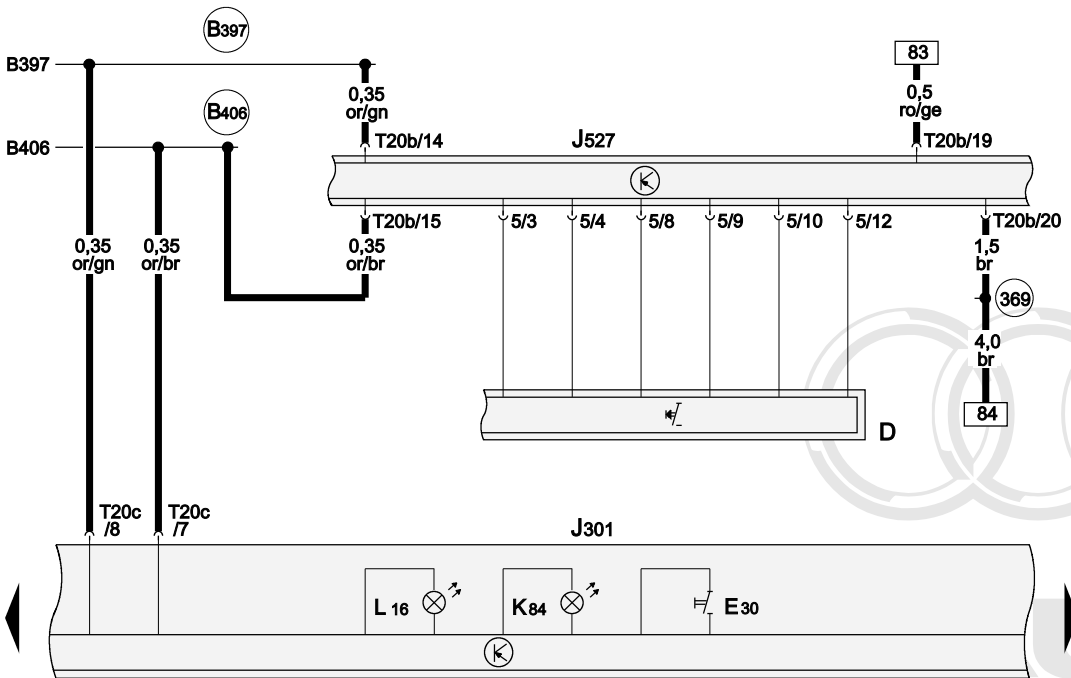 B397
83
B397
0,35
or/gn
0,5
ro/ge
B406
B406
T20b/14
J527
T20b/19
T20b/15
5/3
5/4
5/8
5/9
5/10
5/12
T20b/20
0,35
or/gn
0,35
or/br
0,35
or/br
1,5
br
369
4,0
br
84
D
T20c
/8
T20c
/7
J301
L 16
K84
E30